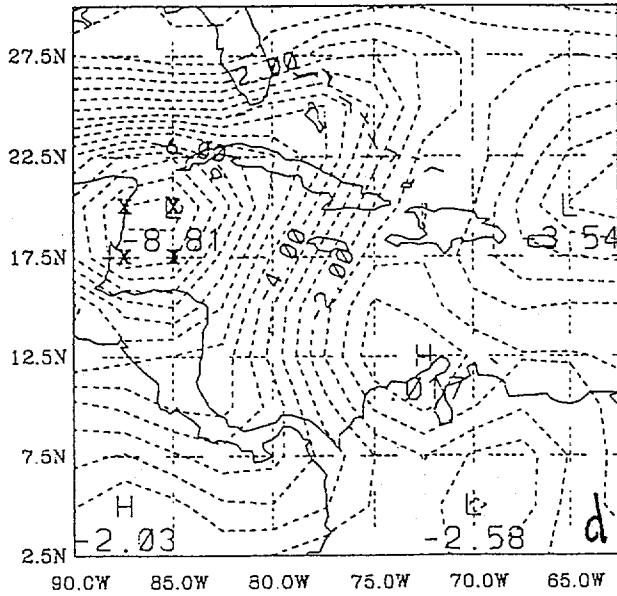 27.5N
2.00
22.5N
6.00
X X L
-8.81
L
-3.54
17.5N
X X
-4.00
-2.00
12.5N
H
7.5N
H
-2.03
L
-2.58
d
2.5N
90.0W 85.0W 80.0W 75.0W 70.0W 65.0W